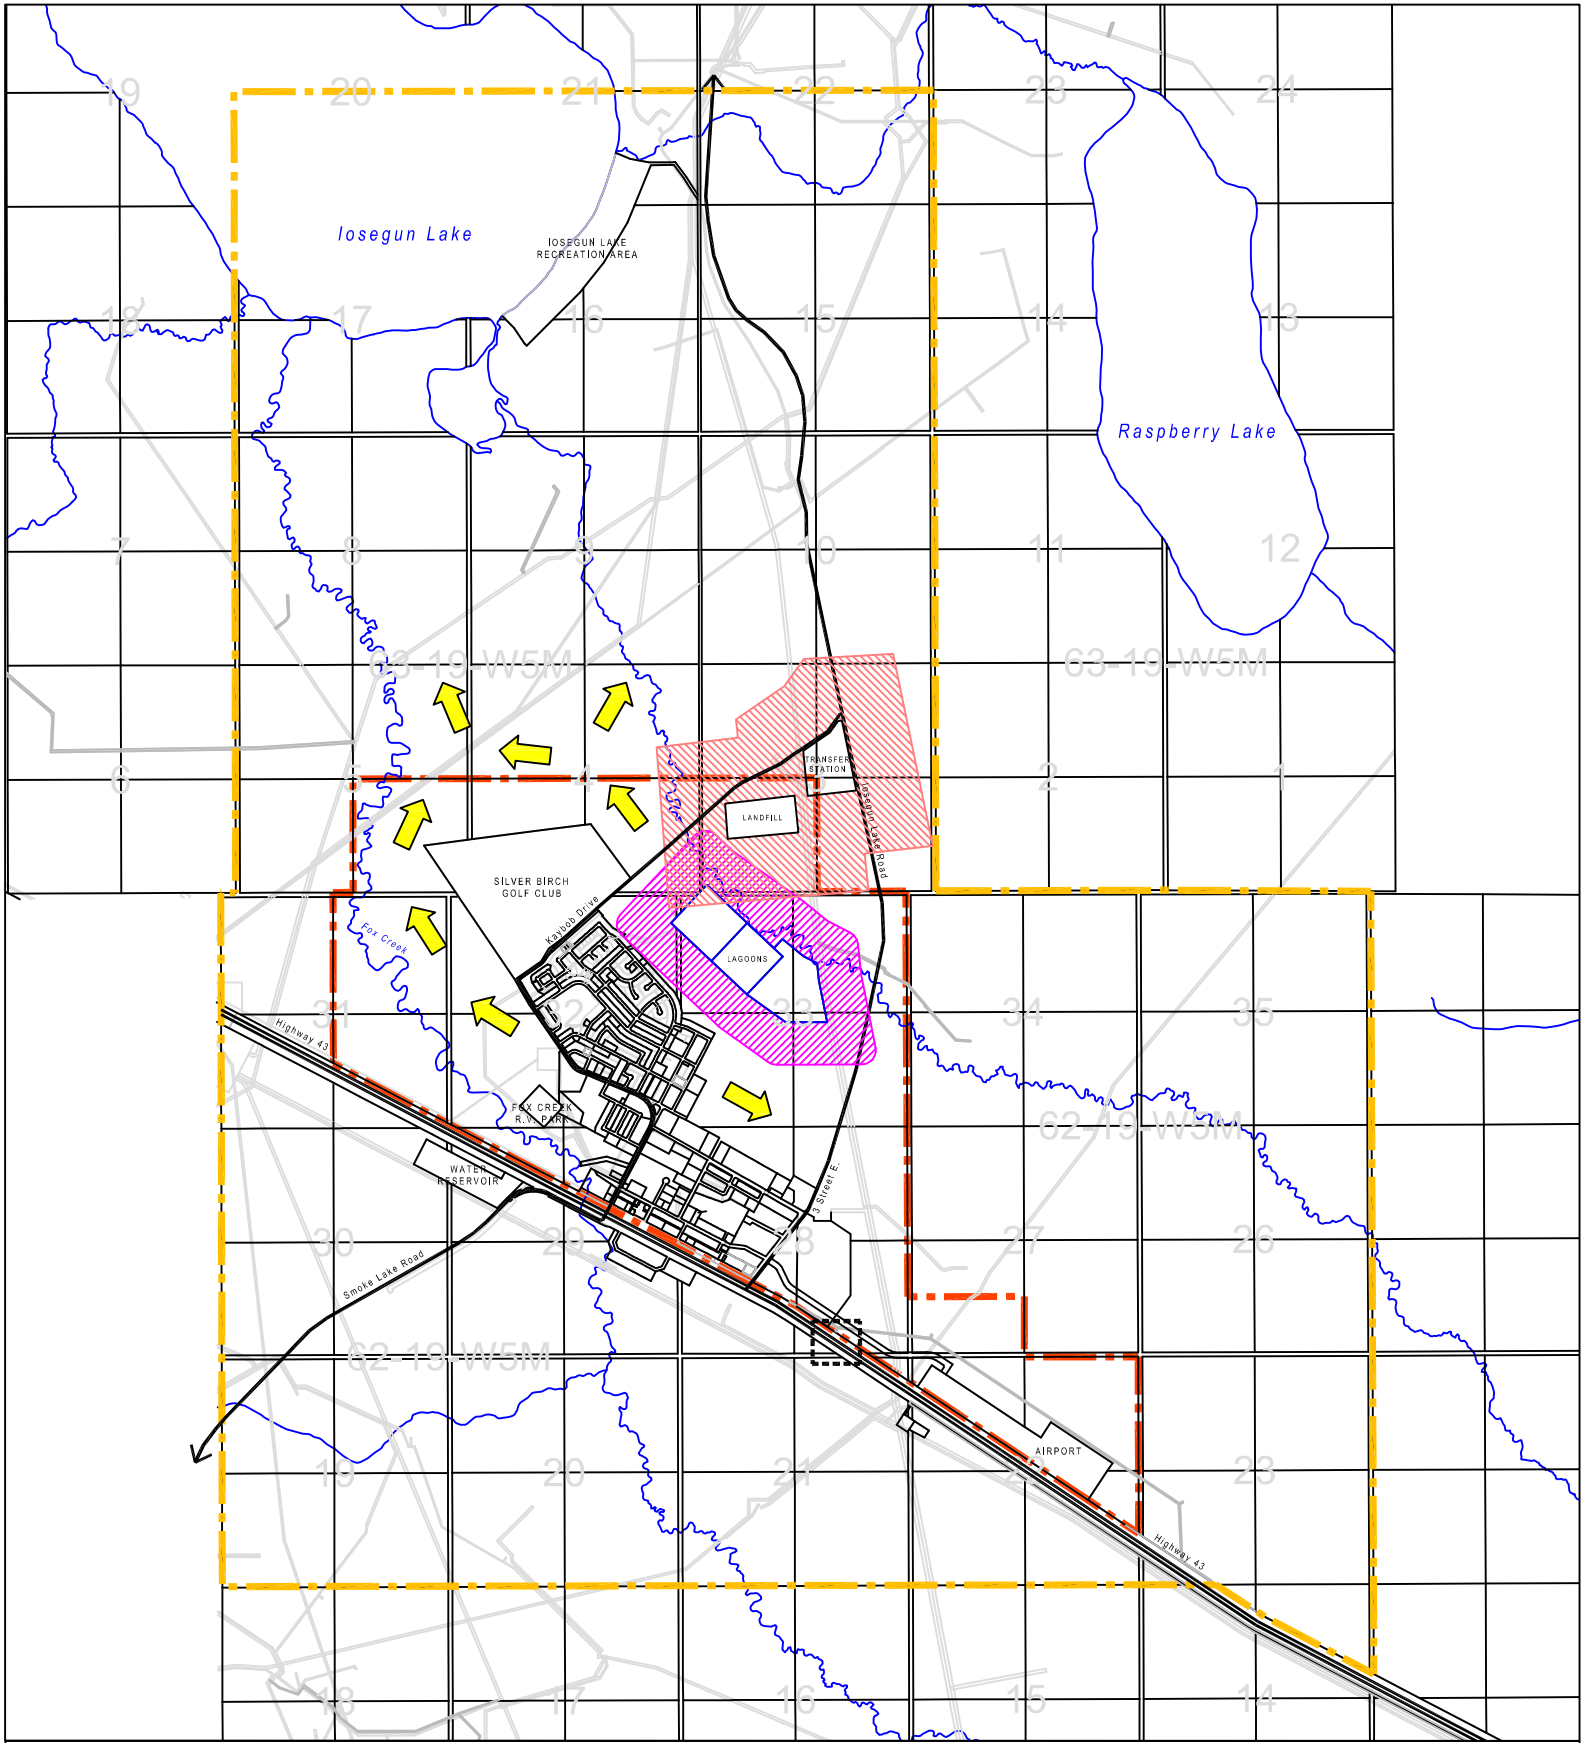 19
20
21
22
23
24
Iosegun Lake
IOSEGUN LAKE
RECREATION AREA
18
17
16
15
14
13
Raspberry Lake
7
8
9
10
11
12
63-19-W5M
63-19-W5M
6
5
4
TRANSFER
STATION
2
1
LANDFILL
Iosegun Lake Road
SILVER BIRCH
GOLF CLUB
Kaybob Drive
Fox Creek
LAGOONS
31
32
33
34
35
Highway 43
FOX CREEK
R.V. PARK
62-19-W5M
WATER
RESERVOIR
3 Street E.
30
29
28
27
26
Smoke Lake Road
62-19-W5M
AIRPORT
19
20
21
22
23
Highway 43
18
17
16
15
14